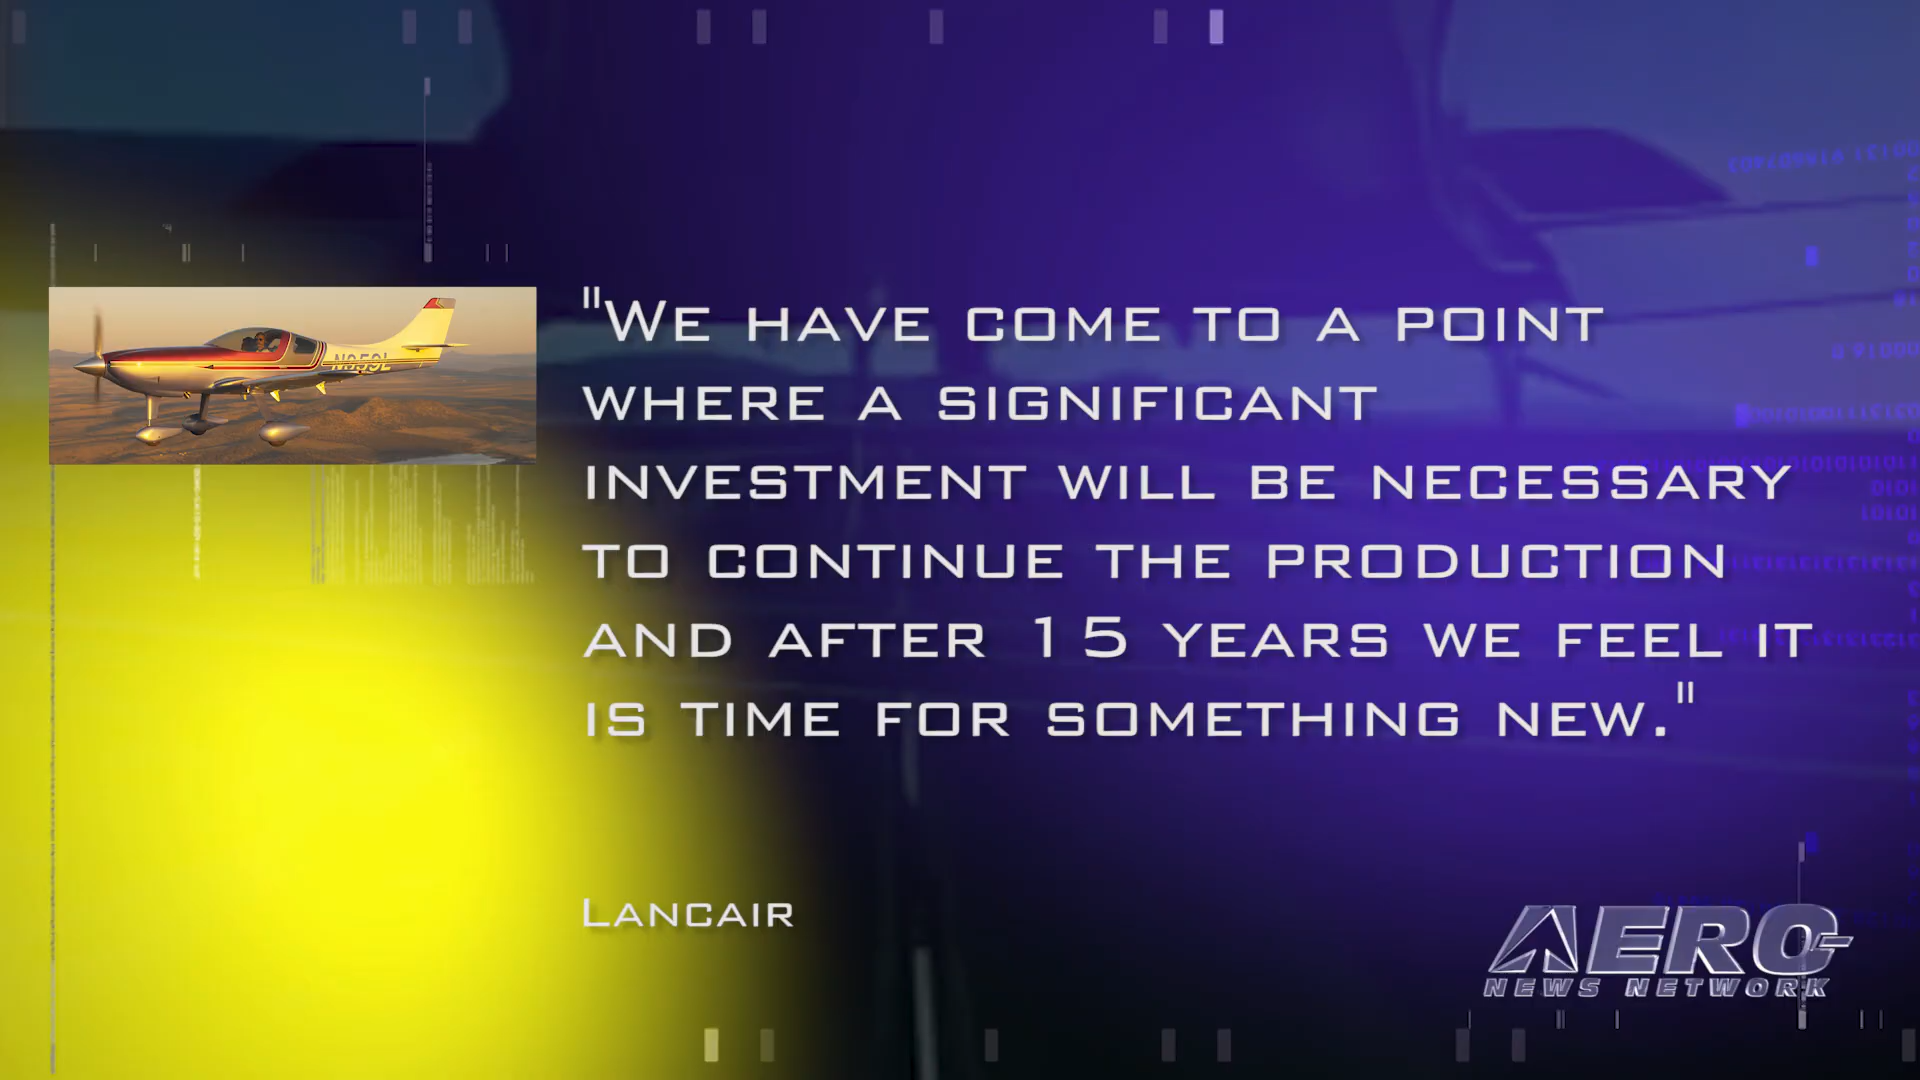 "We have come to a point
where a significant
investment will be necessary
to continue the production
and after 15 years we feel it
is time for something new."
Lancair
AERO-
NEWS NETWORK